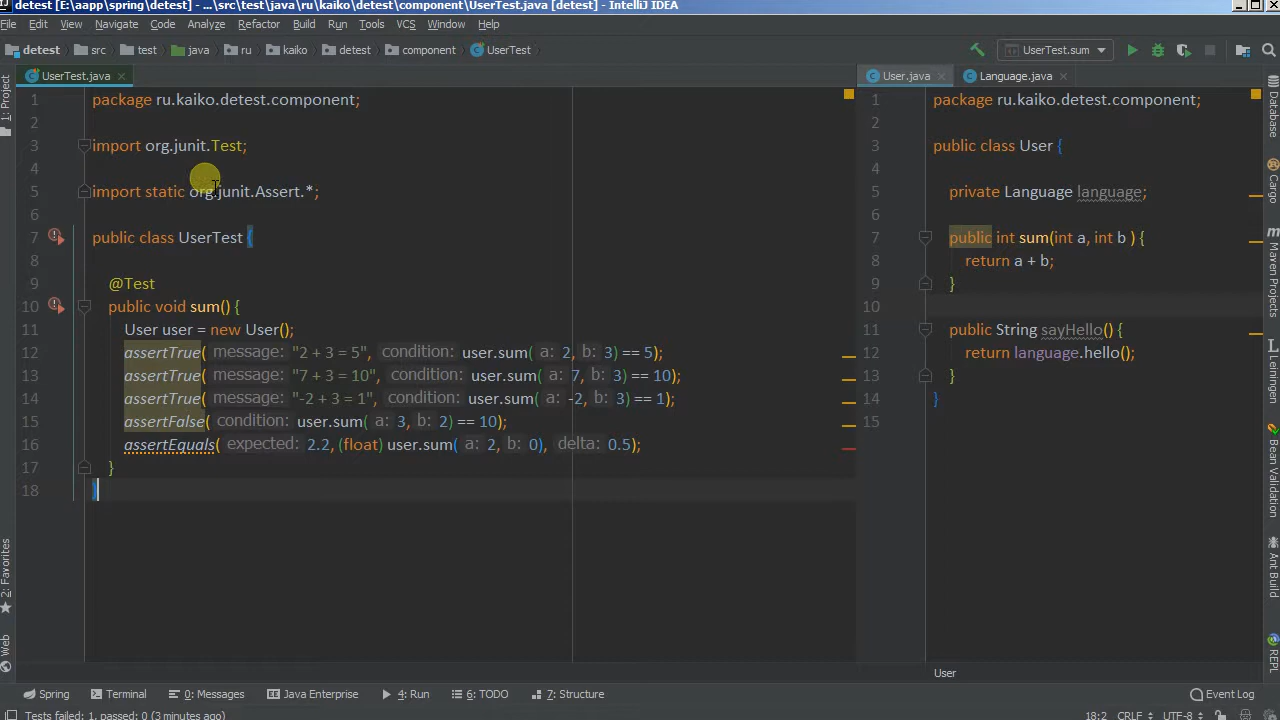 detest [E:\aapp\spring\detest] - ...\src\test\java\ru\kaiko\detest\component\UserTest.java [detest] - IntelliJ IDEA
File Edit View Navigate Code Analyze Refactor Build Run Tools VCS Window Help
detest src test java ru kaiko detest component UserTest UserTest.sum
UserTest.java
1 package ru.kaiko.detest.component;
2
3 import org.junit.Test;
4
5 import static org.junit.Assert.*;
6
7 public class UserTest {
8
9 @Test
10 public void sum() {
11 User user = new User();
12 assertTrue( message: "2 + 3 = 5", condition: user.sum( a: 2, b: 3) == 5);
13 assertTrue( message: "7 + 3 = 10", condition: user.sum( a: 7, b: 3) == 10);
14 assertTrue( message: "-2 + 3 = 1", condition: user.sum( a: -2, b: 3) == 1);
15 assertFalse( condition: user.sum( a: 3, b: 2) == 10);
16 assertEquals( expected: 2.2, (float) user.sum( a: 2, b: 0), delta: 0.5);
17 }
18 }
User.java Language.java
1 package ru.kaiko.detest.component;
2
3 public class User {
4
5 private Language language;
6
7 public int sum(int a, int b ) {
8 return a + b;
9 }
10
11 public String sayHello() {
12 return language.hello();
13 }
14 }
15
User
1: Project
2: Favorites
Web
Database
Cargo
Maven Projects
Leiningen
Bean Validation
Ant Build
REPL
Spring Terminal 0: Messages Java Enterprise 4: Run 6: TODO 7: Structure Event Log
Tests failed: 1, passed: 0 (3 minutes ago) 18:2 CRLF UTF-8